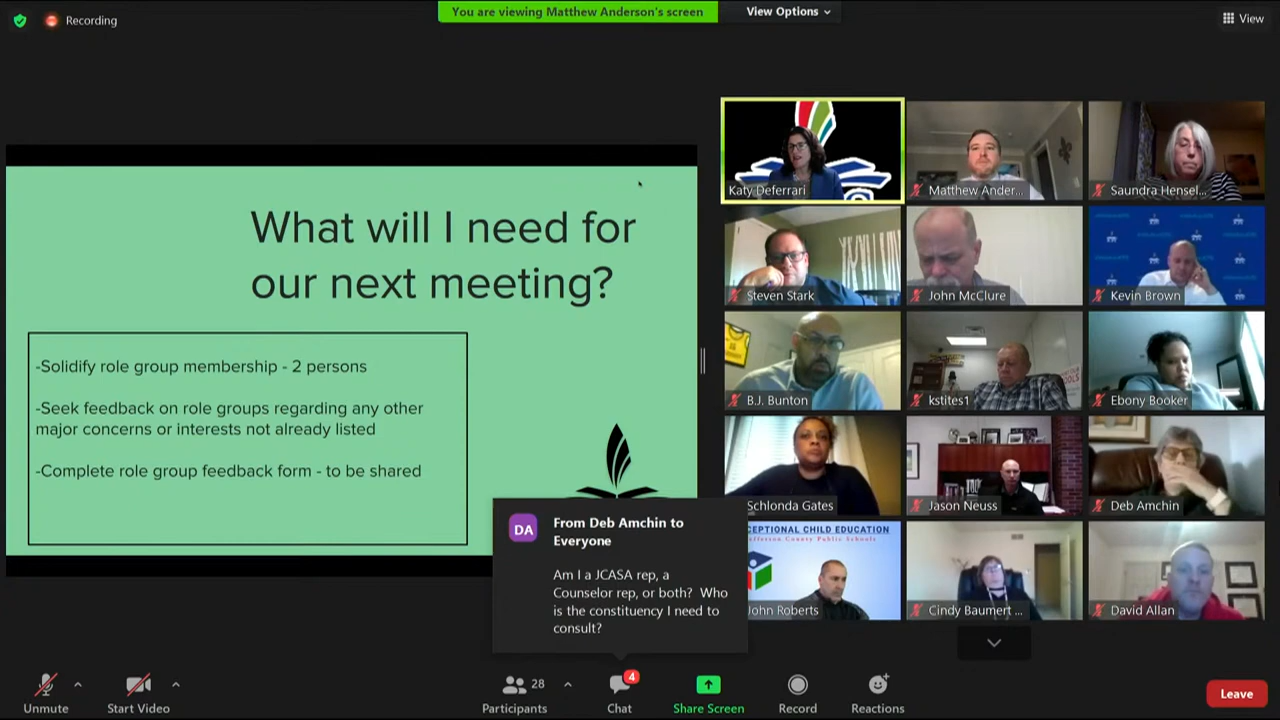 Recording
You are viewing Matthew Anderson's screen
View Options
View
What will I need for
our next meeting?
-Solidify role group membership - 2 persons
-Seek feedback on role groups regarding any other
major concerns or interests not already listed
-Complete role group feedback form - to be shared
DA
From Deb Amchin to
Everyone
Am I a JCASA rep, a
Counselor rep, or both? Who
is the constituency I need to
consult?
Katy Deferrari
Matthew Ander...
Saundra Hensel...
Steven Stark
John McClure
Kevin Brown
B.J. Bunton
kstites1
Ebony Booker
Schlonda Gates
Jason Neuss
Deb Amchin
CEPTIONAL CHILD EDUCATION
Jefferson County Public Schools
John Roberts
Cindy Baumert ...
David Allan
Unmute
Start Video
28
Participants
4
Chat
Share Screen
Record
Reactions
Leave